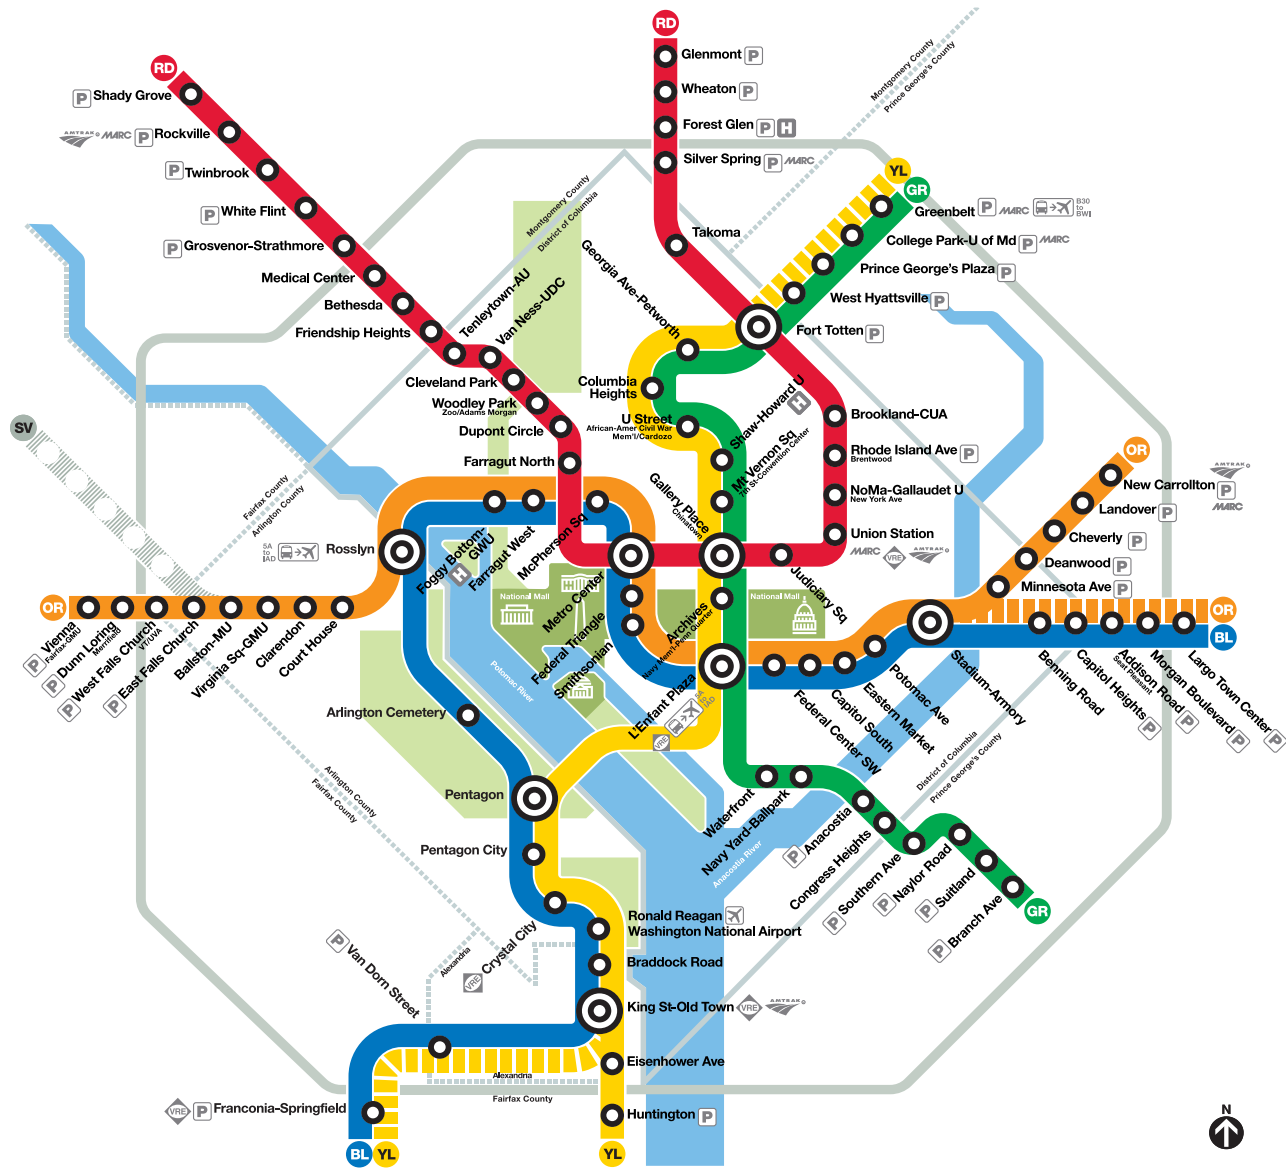 RD
Glenmont P
Wheaton P
Forest Glen P H
Silver Spring P MARC
Takoma
Montgomery County
Prince George's County
RD
P Shady Grove
AMTRAK MARC P Rockville
P Twinbrook
P White Flint
P Grosvenor-Strathmore
Medical Center
Bethesda
Friendship Heights
Tenleytown-AU
Van Ness-UDC
Cleveland Park
Woodley Park
Zoo/Adams Morgan
Dupont Circle
Farragut North
Montgomery County
District of Columbia
YL
GR
Greenbelt P MARC B30
to
BWI
College Park-U of Md P MARC
Prince George's Plaza P
West Hyattsville P
Fort Totten P
Georgia Ave-Petworth
Columbia
Heights
U Street
African-Amer Civil War
Mem'l/Cardozo
Shaw-Howard U
H
Mt Vernon Sq
7th St-Convention Center
Gallery Place
Chinatown
Brookland-CUA
Rhode Island Ave P
Brentwood
NoMa-Gallaudet U
New York Ave
Union Station
MARC VRE AMTRAK
Judiciary Sq
SV
Fairfax County
Arlington County
5A
to
IAD
Rosslyn
Foggy Bottom-
GWU
H
Farragut West
McPherson Sq
Metro Center
Federal Triangle
Smithsonian
National Mall
National Mall
Archives
Navy Mem'l-Penn Quarter
L'Enfant Plaza
VRE
5A
to
IAD
OR
New Carrollton
AMTRAK
P
MARC
Landover P
Cheverly P
Deanwood P
Minnesota Ave P
OR
BL
OR
Vienna
Fairfax-GMU
P
Dunn Loring
Merrifield
P
West Falls Church
VT/UVA
P
East Falls Church
P
Ballston-MU
Virginia Sq-GMU
Clarendon
Court House
Stadium-Armory
Potomac Ave
Eastern Market
Capitol South
Federal Center SW
Benning Road
Capitol Heights P
Addison Road P
Seat Pleasant
Morgan Boulevard P
Largo Town Center P
District of Columbia
Prince George's County
Potomac River
Arlington Cemetery
Pentagon
Pentagon City
Arlington County
Fairfax County
Waterfront
Navy Yard-Ballpark
Anacostia River
P Anacostia
Congress Heights
P Southern Ave
P Naylor Road
P Suitland
P Branch Ave
GR
Crystal City
VRE
Ronald Reagan
Washington National Airport
Braddock Road
King St-Old Town VRE AMTRAK
Alexandria
P Van Dorn Street
Eisenhower Ave
Alexandria
Fairfax County
VRE P Franconia-Springfield
Huntington P
BL
YL
YL
N